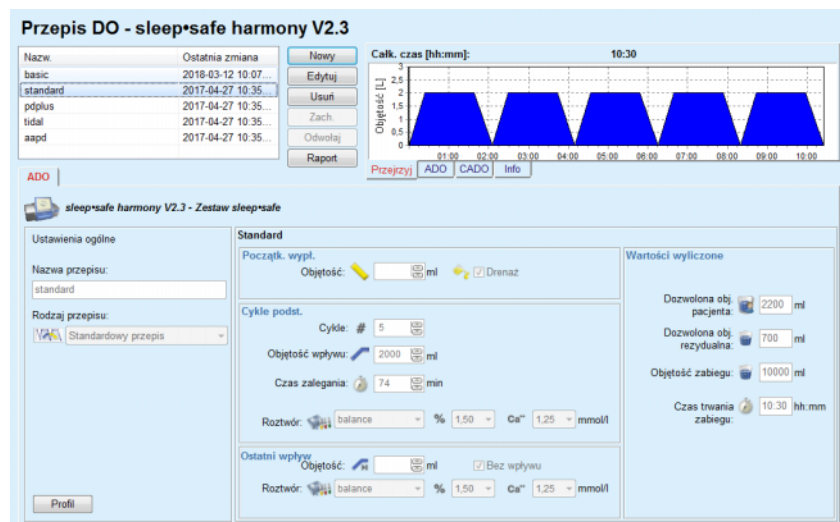 Przepis DO - sleep•safe harmony V2.3
Nazw. Ostatnia zmiana
basic 2018-03-12 10:07...
standard 2017-04-27 10:35...
pdplus 2017-04-27 10:35...
tidal 2017-04-27 10:35...
aapd 2017-04-27 10:35...
Nowy
Edytuj
Usuń
Zach.
Odwołaj
Raport
Całk. czas [hh:mm]: 10:30
Objętość [L]
3
2,5
2
1,5
1
0,5
0
01:00 02:00 03:00 04:00 05:00 06:00 07:00 08:00 09:00 10:00
Przejrzyj ADO CADO Info
ADO
sleep•safe harmony V2.3 - Zestaw sleep•safe
Ustawienia ogólne
Nazwa przepisu:
standard
Rodzaj przepisu:
Standardowy przepis
Profil
Standard
Początk. wypł.
Objętość: ml Drenaż
Cykle podst.
Cykle: # 5
Objętość wpływu: 2000 ml
Czas zalegania: 74 min
Roztwór: balance % 1,50 Ca⁺⁺ 1,25 mmol/l
Ostatni wpływ
Objętość: ml Bez wpływu
Roztwór: balance % 1,50 Ca⁺⁺ 1,25 mmol/l
Wartości wyliczone
Dozwolona obj.
pacjenta: 2200 ml
Dozwolona obj.
rezydualna: 700 ml
Objętość zabiegu: 10000 ml
Czas trwania
zabiegu: 10:30 hh:mm